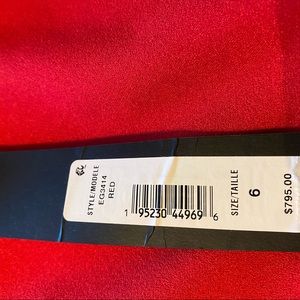 STYLE/MODELE
EG3414
RED
1 95230 44969 6
SIZE/TAILLE
6
$795.00